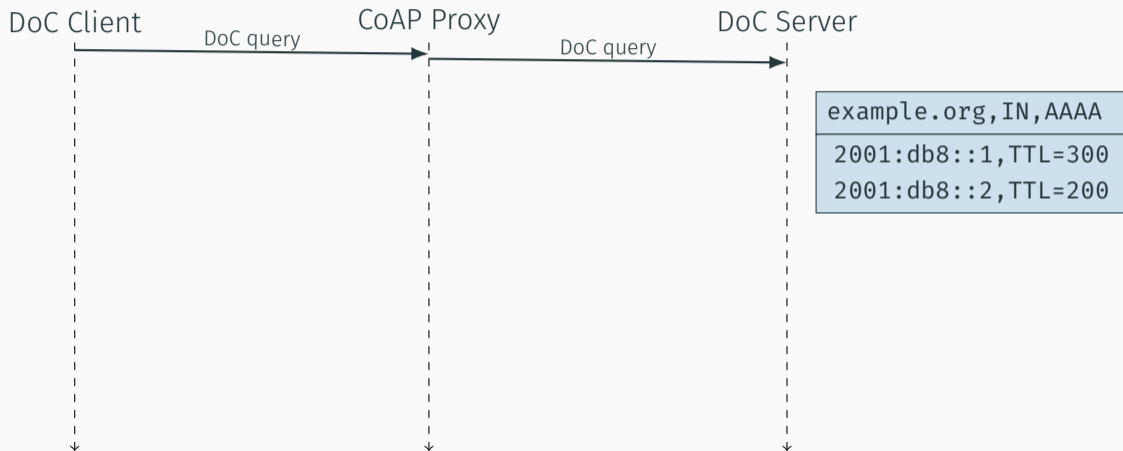 DoC Client
CoAP Proxy
DoC Server
DoC query
DoC query
example.org,IN,AAAA
2001:db8::1,TTL=300
2001:db8::2,TTL=200